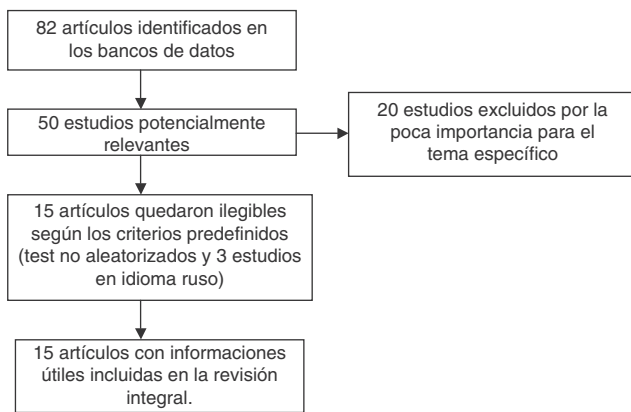 82 artículos identificados en
los bancos de datos
50 estudios potencialmente
relevantes
20 estudios excluidos por la
poca importancia para el
tema específico
15 artículos quedaron ilegibles
según los criterios predefinidos
(test no aleatorizados y 3 estudios
en idioma ruso)
15 artículos con informaciones
útiles incluidas en la revisión
integral.